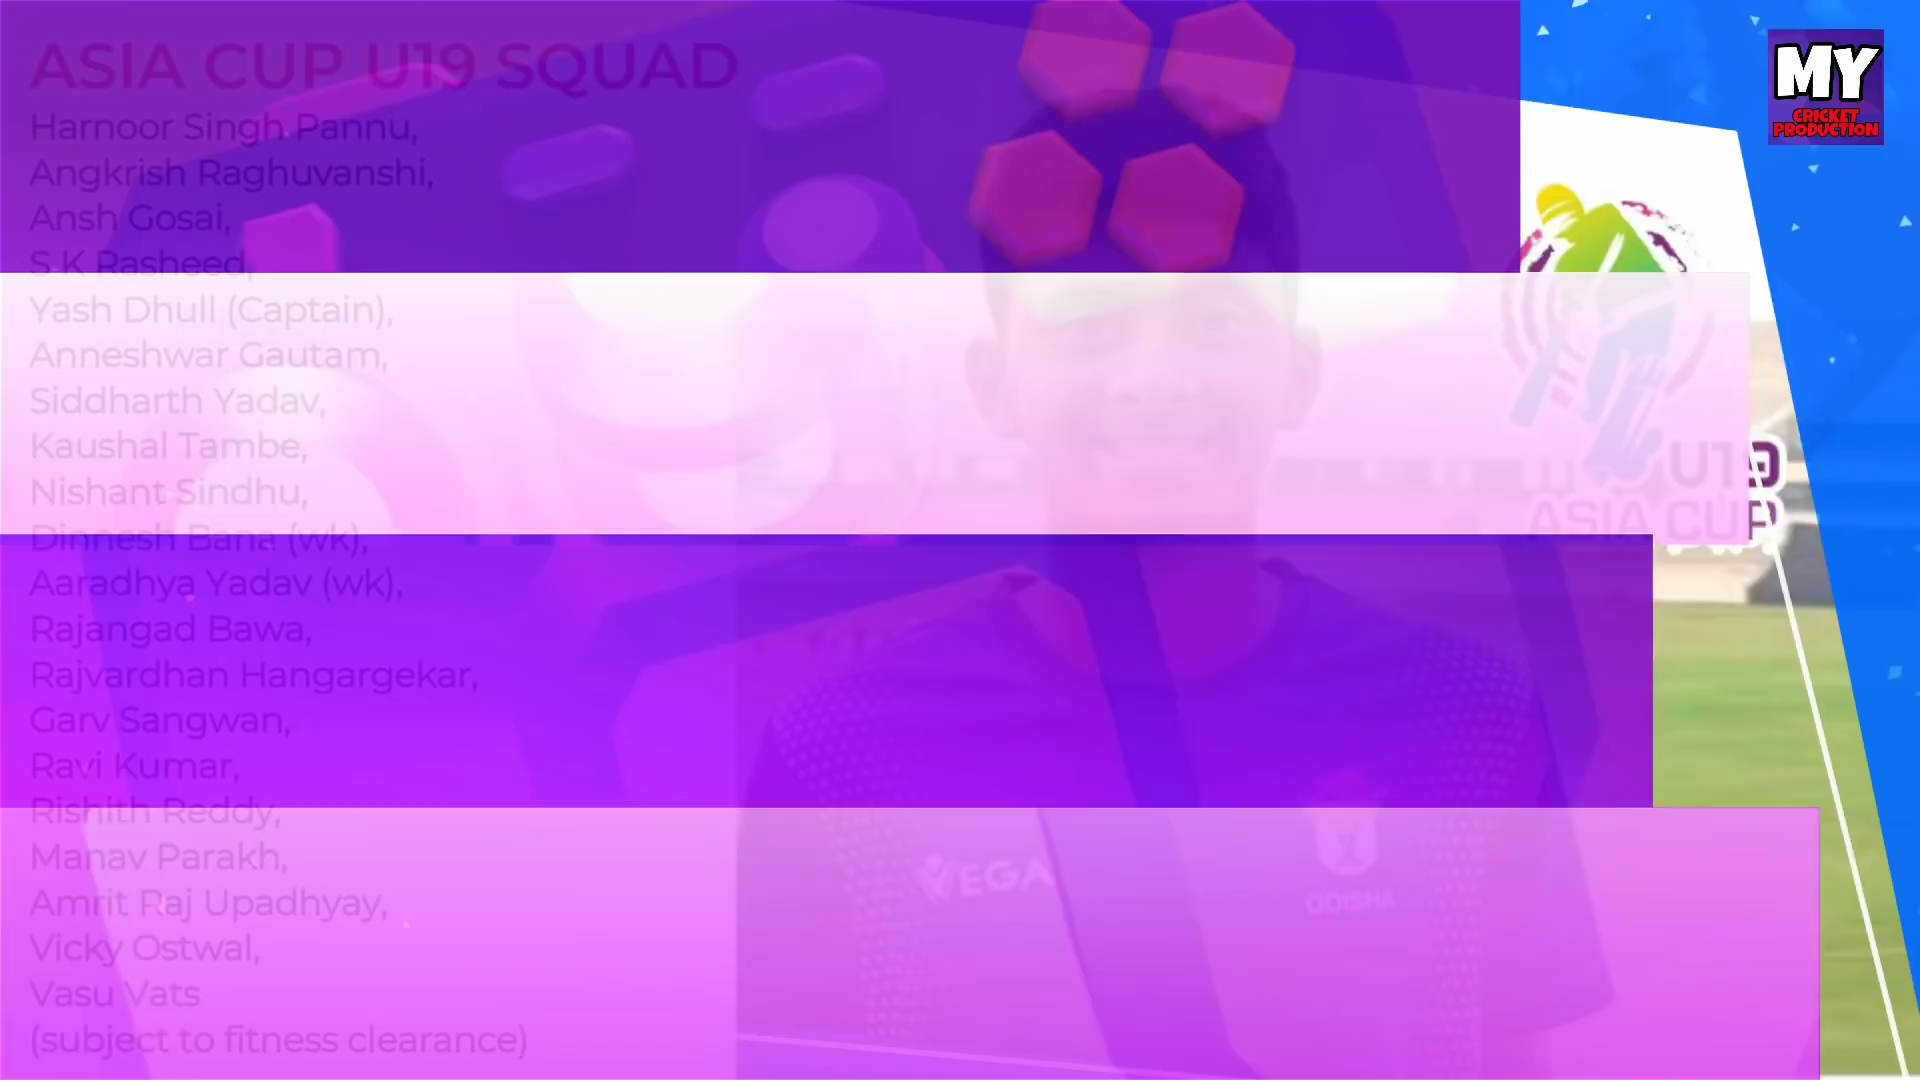 ASIA CUP U19 SQUAD
Harnoor Singh Pannu,
Angkrish Raghuvanshi,
Ansh Gosai,
S K Rasheed,
Yash Dhull (Captain),
Anneshwar Gautam,
Siddharth Yadav,
Kaushal Tambe,
Nishant Sindhu,
Dinnesh Bana (wk),
Aaradhya Yadav (wk),
Rajangad Bawa,
Rajvardhan Hangargekar,
Garv Sangwan,
Ravi Kumar,
Rishith Reddy,
Manav Parakh,
Amrit Raj Upadhyay,
Vicky Ostwal,
Vasu Vats
(subject to fitness clearance)
MY
CRICKET
PRODUCTION
U19
ASIA CUP
VEGA
ODISHA